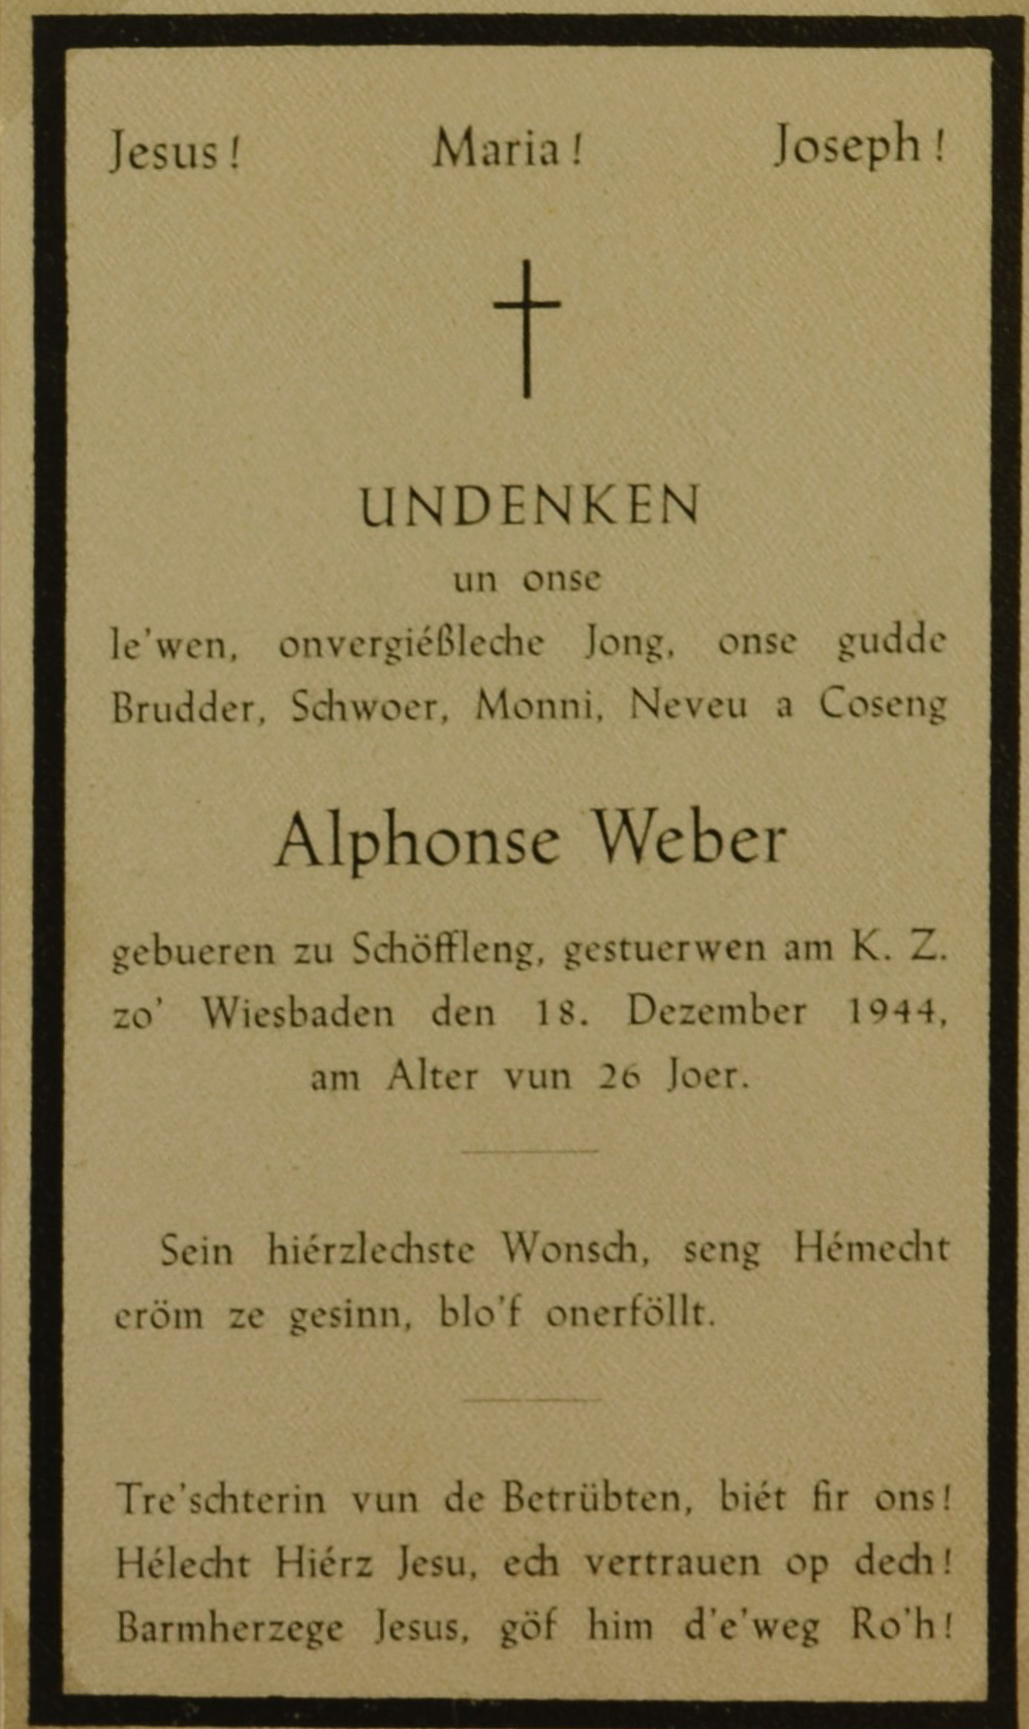 Jesus ! Maria ! Joseph !
UNDENKEN
un onse
le'wen, onvergiéßleche Jong, onse gudde
Brudder, Schwoer, Monni, Neveu a Coseng
Alphonse Weber
gebueren zu Schöffleng, gestuerwen am K. Z.
zo' Wiesbaden den 18. Dezember 1944,
am Alter vun 26 Joer.
Sein hiérzlechste Wonsch, seng Hémecht
eröm ze gesinn, blo'f onerföllt.
Tre'schterin vun de Betrübten, biét fir ons!
Hélecht Hiérz Jesu, ech vertrauen op dech!
Barmherzege Jesus, göf him d'e'weg Ro'h!